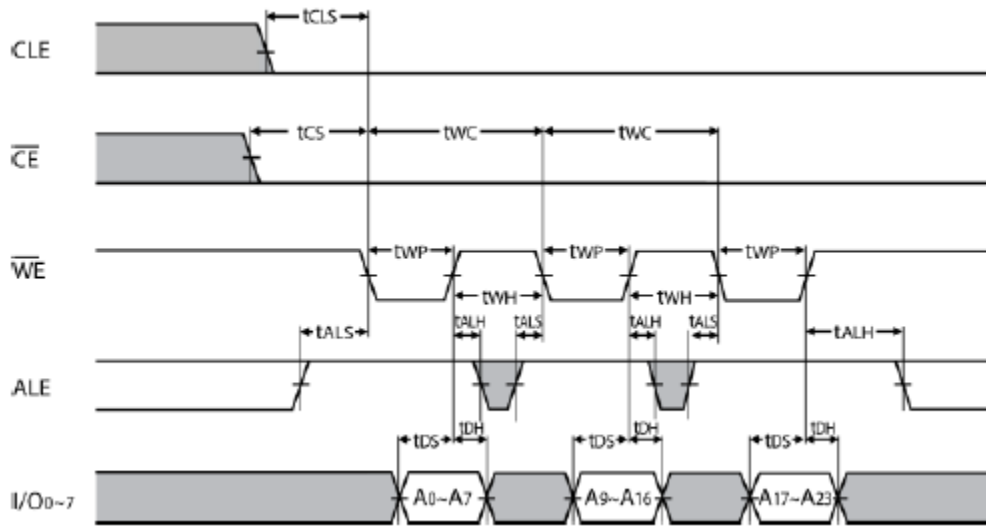 tCLS
CLE
tCS tWC tWC
CE
tWP tWP tWP
WE
tWH tWH
tALS tALH tALS tALH tALS tALH
ALE
tDS tDH tDS tDH tDS tDH
I/O0~7 A0~A7 A9~A16 A17~A23